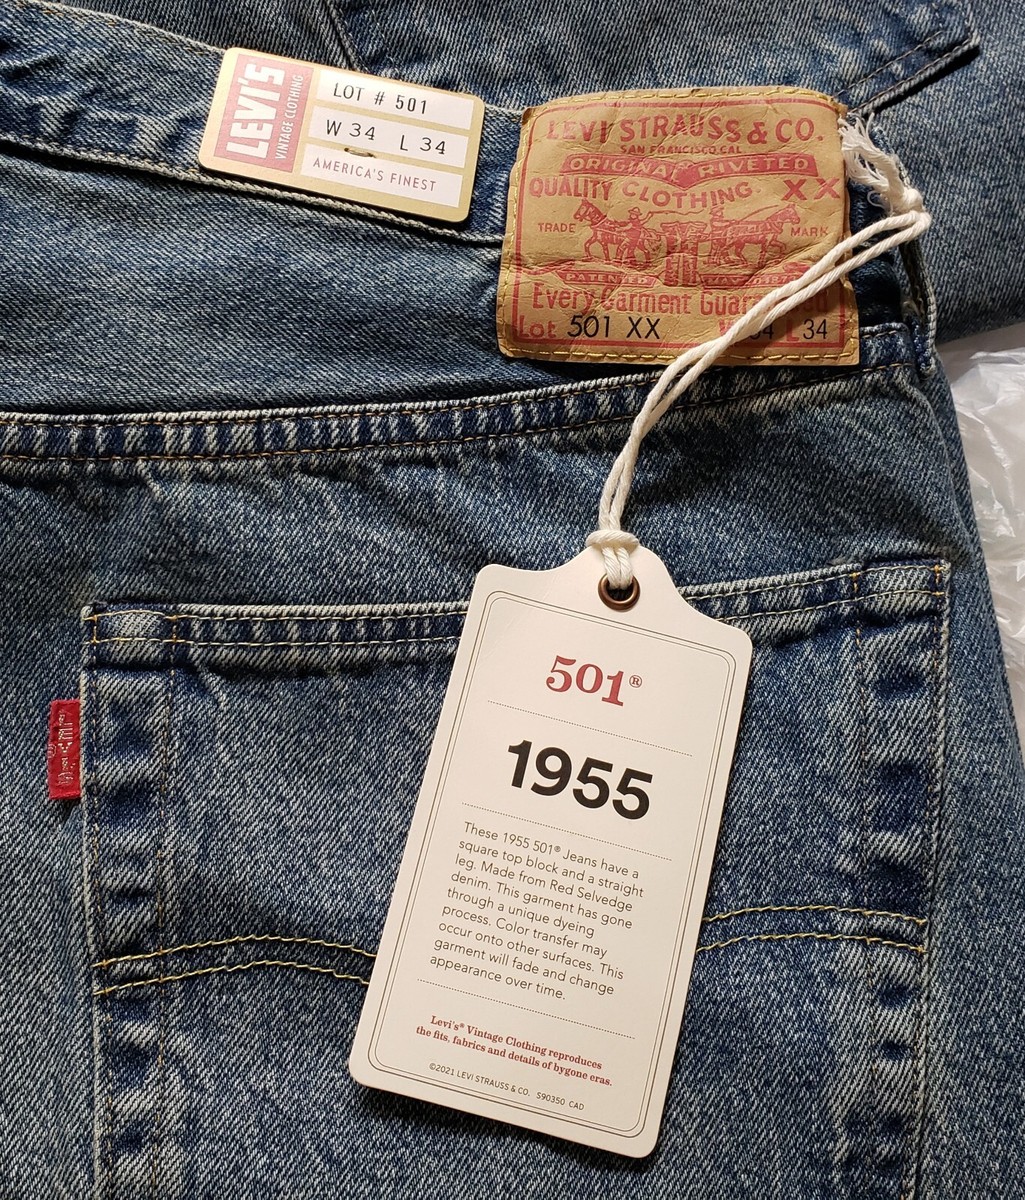 LEVI'S
VINTAGE CLOTHING
LOT # 501
W 34 L 34
AMERICA'S FINEST
LEVI STRAUSS & CO.
SAN FRANCISCO, CAL
ORIGINAL RIVETED
QUALITY CLOTHING. XX
TRADE MARK
PATENTED
Every Garment
Lot 501 XX L 34
LEVI'S
®
501®
1955
These 1955 501® Jeans have a
square top block and a straight
leg. Made from Red Selvedge
denim. This garment has gone
through a unique dyeing
process. Color transfer may
occur onto other surfaces. This
garment will fade and change
appearance over time.
Levi's® Vintage Clothing reproduces
the fits, fabrics and details of bygone eras.
©2021 LEVI STRAUSS & CO. S90350 CAD